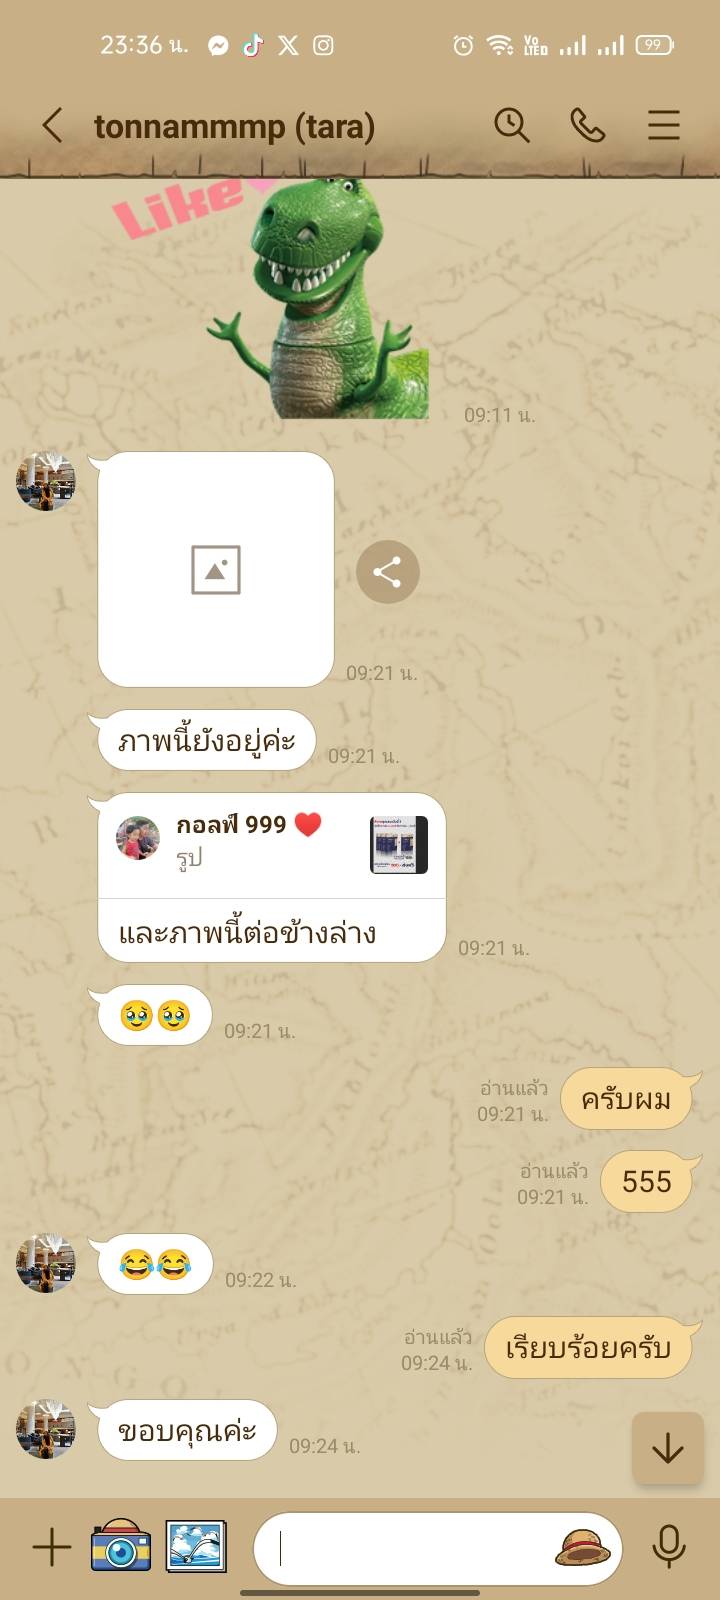 23:36 น.
Vo
LTED
99
tonnammmp (tara)
Like
09:11 น.
09:21 น.
ภาพนี้ยังอยู่ค่ะ
09:21 น.
กอลฟ์ 999
รูป
และภาพนี้ต่อข้างล่าง
09:21 น.
09:21 น.
อ่านแล้ว
09:21 น.
ครับผม
อ่านแล้ว
09:21 น.
555
09:22 น.
อ่านแล้ว
09:24 น.
เรียบร้อยครับ
ขอบคุณค่ะ
09:24 น.